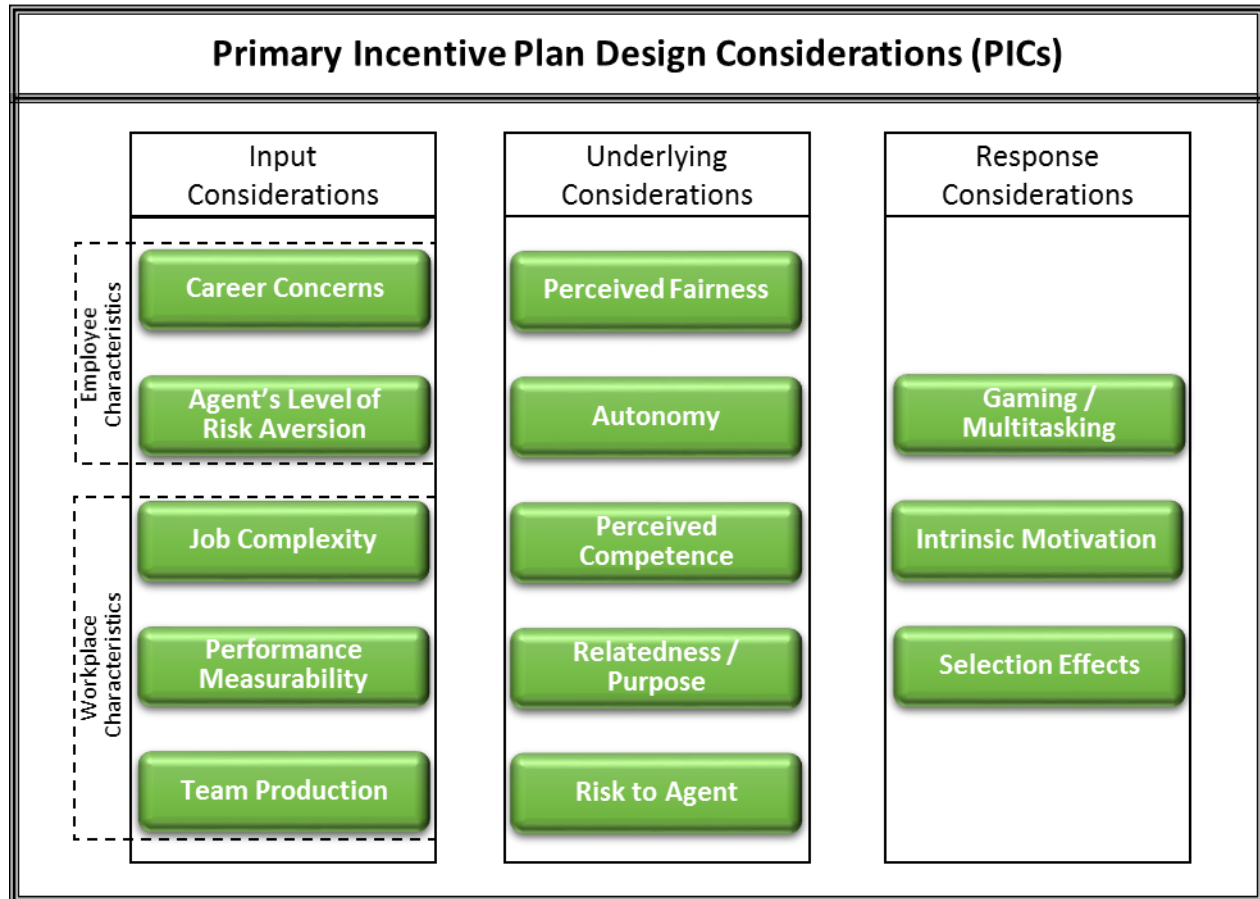 Primary Incentive Plan Design Considerations (PICs)
Input
Considerations
Employee
Characteristics
Career Concerns
Agent's Level of
Risk Aversion
Workplace
Characteristics
Job Complexity
Performance
Measurability
Team Production
Underlying
Considerations
Perceived Fairness
Autonomy
Perceived
Competence
Relatedness /
Purpose
Risk to Agent
Response
Considerations
Gaming /
Multitasking
Intrinsic Motivation
Selection Effects